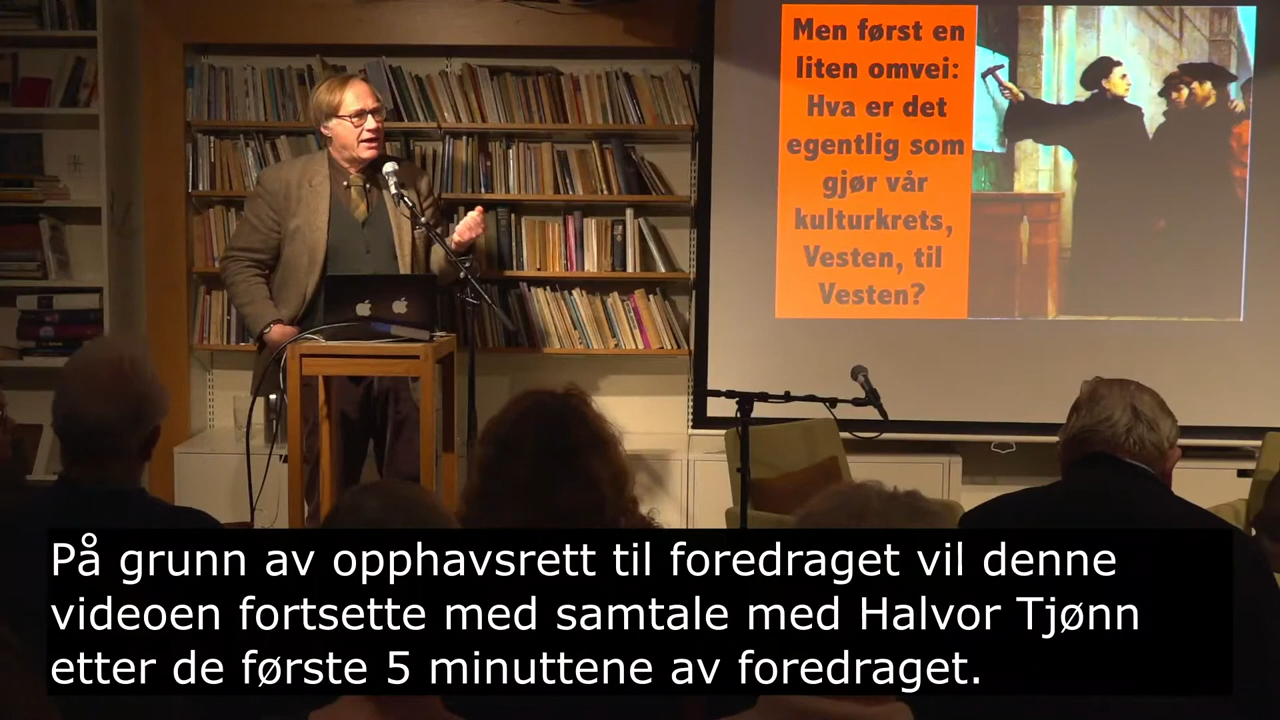 Men først en
liten omvei:
Hva er det
egentlig som
gjør vår
kulturkrets,
Vesten, til
Vesten?
På grunn av opphavsrett til foredraget vil denne
videoen fortsette med samtale med Halvor Tjønn
etter de første 5 minuttene av foredraget.